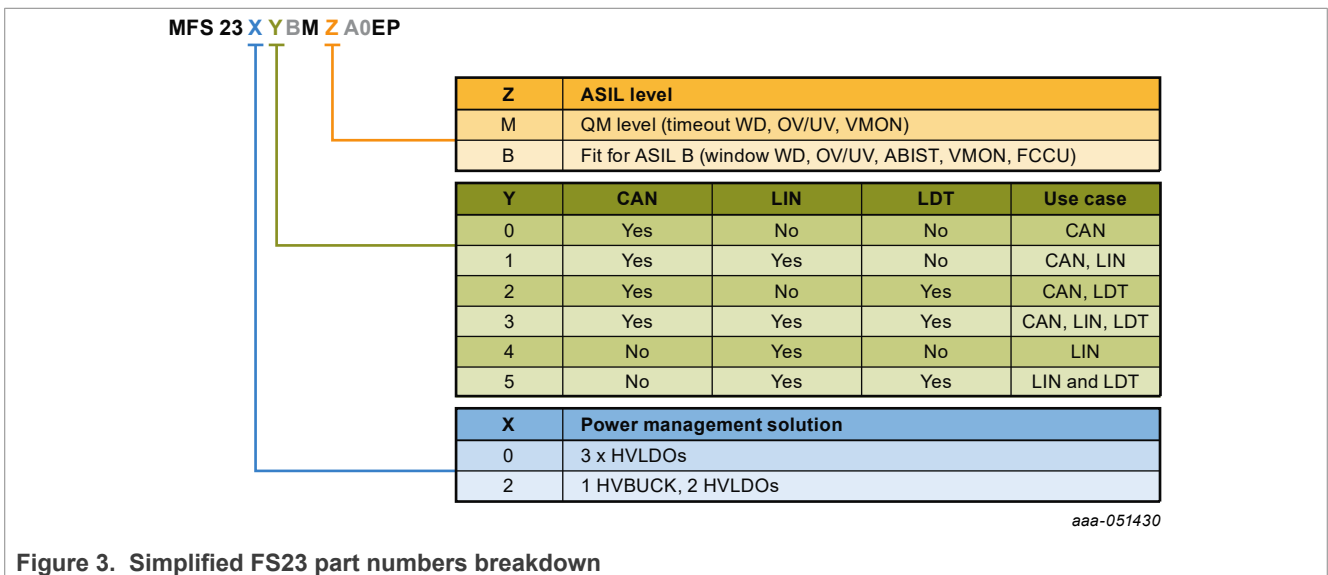 MFS 23 X Y BM Z A0EP
Z ASIL level
M QM level (timeout WD, OV/UV, VMON)
B Fit for ASIL B (window WD, OV/UV, ABIST, VMON, FCCU)
Y CAN LIN LDT Use case
0 Yes No No CAN
1 Yes Yes No CAN, LIN
2 Yes No Yes CAN, LDT
3 Yes Yes Yes CAN, LIN, LDT
4 No Yes No LIN
5 No Yes Yes LIN and LDT
X Power management solution
0 3 x HVLDOs
2 1 HVBUCK, 2 HVLDOs
aaa-051430
Figure 3. Simplified FS23 part numbers breakdown